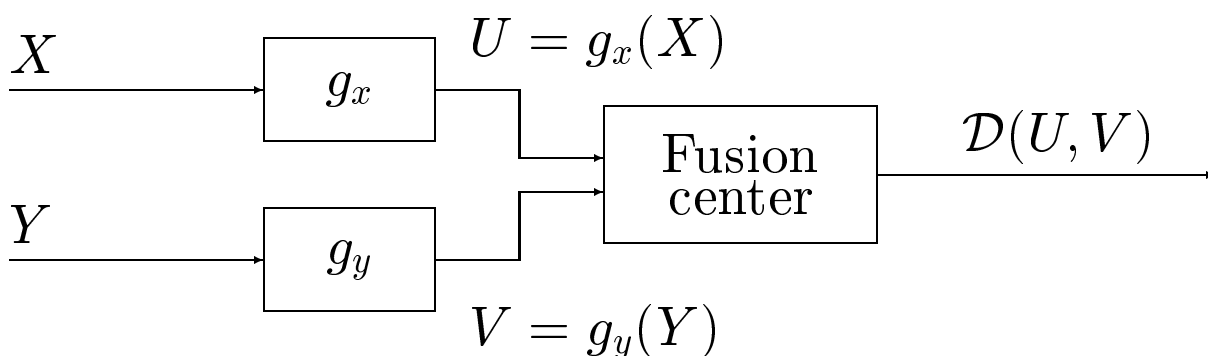 X
g_x
U = g_x(X)
Fusion
center
𝒟(U, V)
Y
g_y
V = g_y(Y)